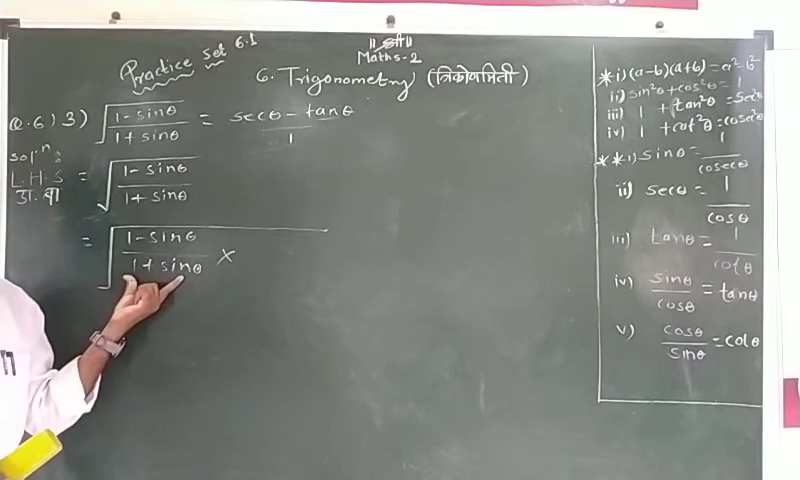 ॥ श्री ॥
Maths-2
Practice Set 6.1
6. Trigonometry (त्रिकोणमिती)
Q.6) 3) √(1 - sinθ / 1 + sinθ) = secθ - tanθ / 1
solⁿ:
L.H.S = √(1 - sinθ / 1 + sinθ)
डा. बा
= √(1 - sinθ / 1 + sinθ) ×
* i) (a-b)(a+b) = a²-b²
ii) sin²θ + cos²θ = 1
iii) 1 + tan²θ = sec²θ
iv) 1 + cot²θ = cosec²θ
** i) sinθ = 1 / cosecθ
ii) secθ = 1 / cosθ
iii) tanθ = 1 / cotθ
iv) sinθ / cosθ = tanθ
v) cosθ / sinθ = cotθ